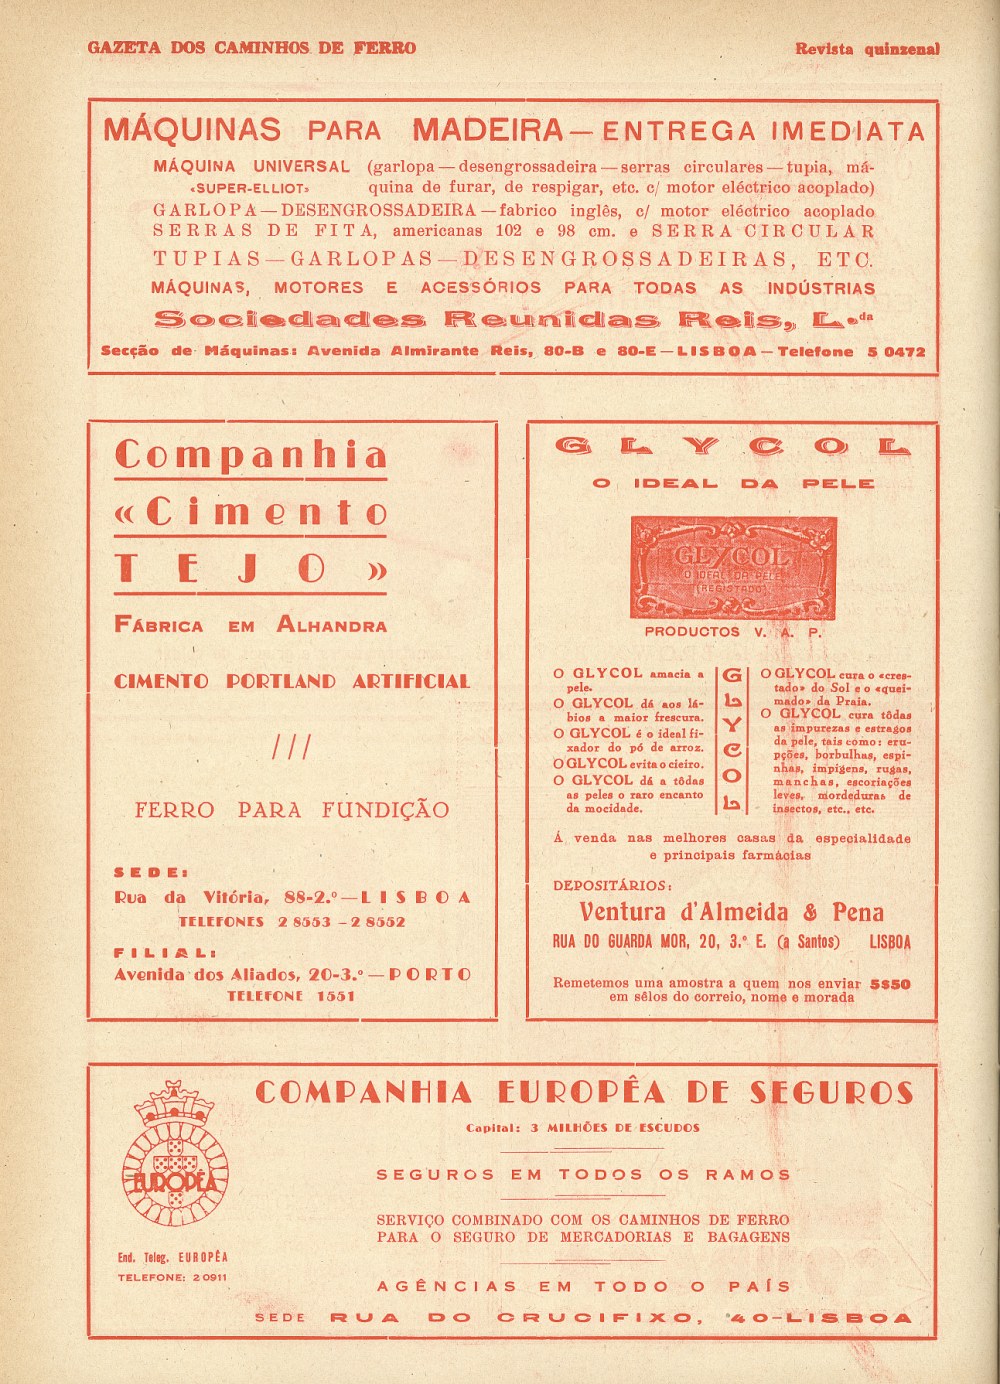 GAZETA DOS CAMINHOS DE FERRO
Revista quinzenal
MÁQUINAS PARA MADEIRA — ENTREGA IMEDIATA
MÁQUINA UNIVERSAL (garlopa — desengrossadeira — serras circulares — tupia, má-
«SUPER-ELLIOT» quina de furar, de respigar, etc. c/ motor eléctrico acoplado)
GARLOPA — DESENGROSSADEIRA — fabrico inglês, c/ motor eléctrico acoplado
SERRAS DE FITA, americanas 102 e 98 cm. e SERRA CIRCULAR
TUPIAS — GARLOPAS — DESENGROSSADEIRAS, ETC.
MÁQUINAS, MOTORES E ACESSÓRIOS PARA TODAS AS INDÚSTRIAS
Sociedades Reunidas Reis, L.da
Secção de Máquinas: Avenida Almirante Reis, 80-B e 80-E — LISBOA — Telefone 5 0472
Companhia
«Cimento
TEJO»
FÁBRICA EM ALHANDRA
CIMENTO PORTLAND ARTIFICIAL
///
FERRO PARA FUNDIÇÃO
SEDE:
Rua da Vitória, 88-2.º — LISBOA
TELEFONES 2 8553 - 2 8552
FILIAL:
Avenida dos Aliados, 20-3.º — PORTO
TELEFONE 1551
GLYCOL
O IDEAL DA PELE
GLYCOL
O IDEAL DA PELE
(REGISTADO)
PRODUCTOS V. A. P.
O GLYCOL amacia a
pele.
O GLYCOL dá aos lá-
bios a maior frescura.
O GLYCOL é o ideal fi-
xador do pó de arroz.
O GLYCOL evita o cieiro.
O GLYCOL dá a tôdas
as peles o raro encanto
da mocidade.
GLYCOL
O GLYCOL cura o «cres-
tado» do Sol e o «quei-
mado» da Praia.
O GLYCOL cura tôdas
as impurezas e estragos
da pele, tais como: eru-
pções, borbulhas, espi-
nhas, impigens, rugas,
manchas, escoriações
leves, mordeduras de
insectos, etc., etc.
Á venda nas melhores casas da especialidade
e principais farmácias
DEPOSITÁRIOS:
Ventura d'Almeida & Pena
RUA DO GUARDA MOR, 20, 3.º E. (a Santos) LISBOA
Remetemos uma amostra a quem nos enviar 5$50
em sêlos do correio, nome e morada
COMPANHIA EUROPÊA DE SEGUROS
Capital: 3 MILHÕES DE ESCUDOS
SEGUROS EM TODOS OS RAMOS
SERVIÇO COMBINADO COM OS CAMINHOS DE FERRO
PARA O SEGURO DE MERCADORIAS E BAGAGENS
AGÊNCIAS EM TODO O PAÍS
SEDE RUA DO CRUCIFIXO, 40-LISBOA
EUROPÊA
End. Teleg. EUROPÊA
TELEFONE: 2 0911